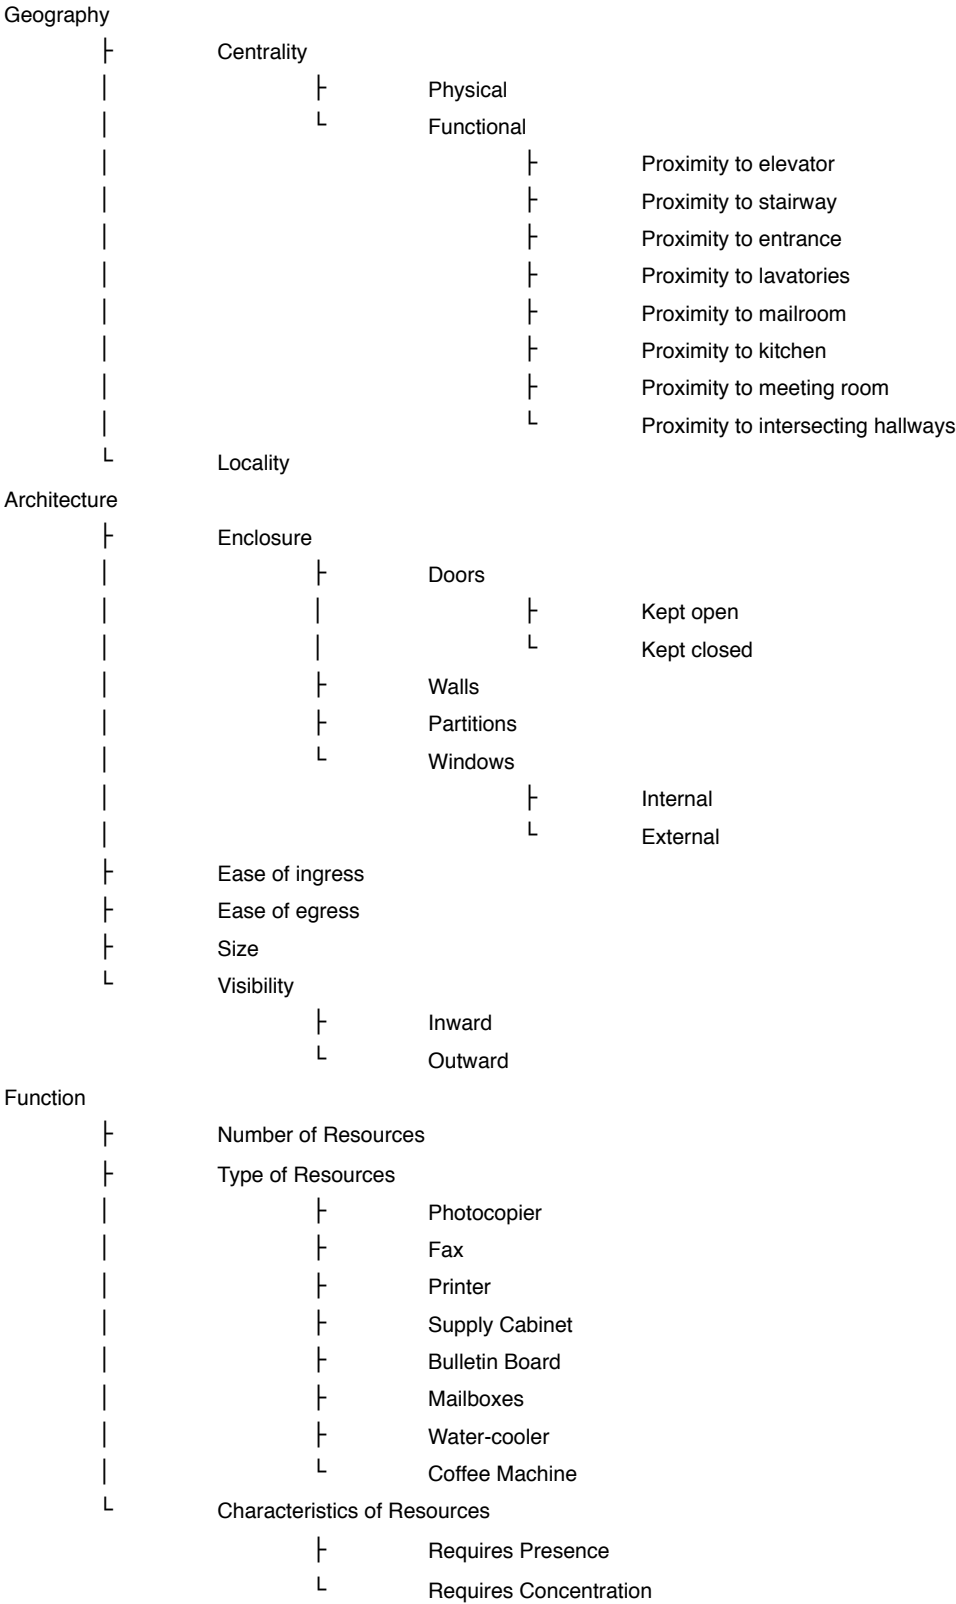 Geography
├ Centrality
│ ├ Physical
│ └ Functional
│ ├ Proximity to elevator
│ ├ Proximity to stairway
│ ├ Proximity to entrance
│ ├ Proximity to lavatories
│ ├ Proximity to mailroom
│ ├ Proximity to kitchen
│ ├ Proximity to meeting room
│ └ Proximity to intersecting hallways
└ Locality
Architecture
├ Enclosure
│ ├ Doors
│ │ ├ Kept open
│ │ └ Kept closed
│ ├ Walls
│ ├ Partitions
│ └ Windows
│ ├ Internal
│ └ External
├ Ease of ingress
├ Ease of egress
├ Size
└ Visibility
├ Inward
└ Outward
Function
├ Number of Resources
├ Type of Resources
│ ├ Photocopier
│ ├ Fax
│ ├ Printer
│ ├ Supply Cabinet
│ ├ Bulletin Board
│ ├ Mailboxes
│ ├ Water-cooler
│ └ Coffee Machine
└ Characteristics of Resources
├ Requires Presence
└ Requires Concentration